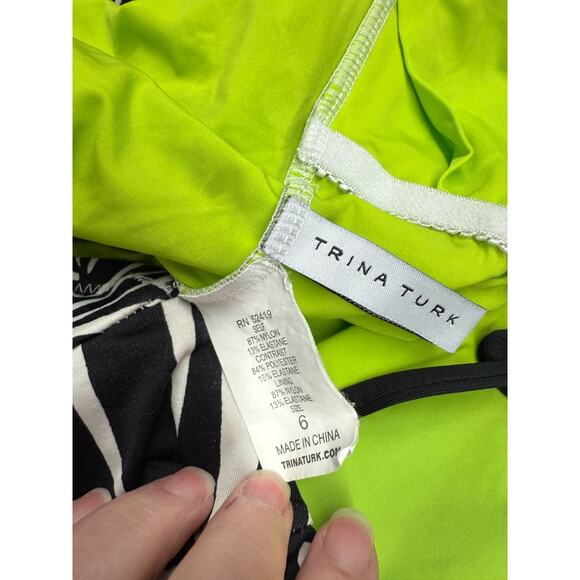 TRINA TURK
RN 52419
SELF
87% NYLON
13% ELASTANE
CONTRAST
84% POLYESTER
16% ELASTANE
LINING
87% NYLON
13% ELASTANE
SIZE
6
MADE IN CHINA
TRINATURK.COM